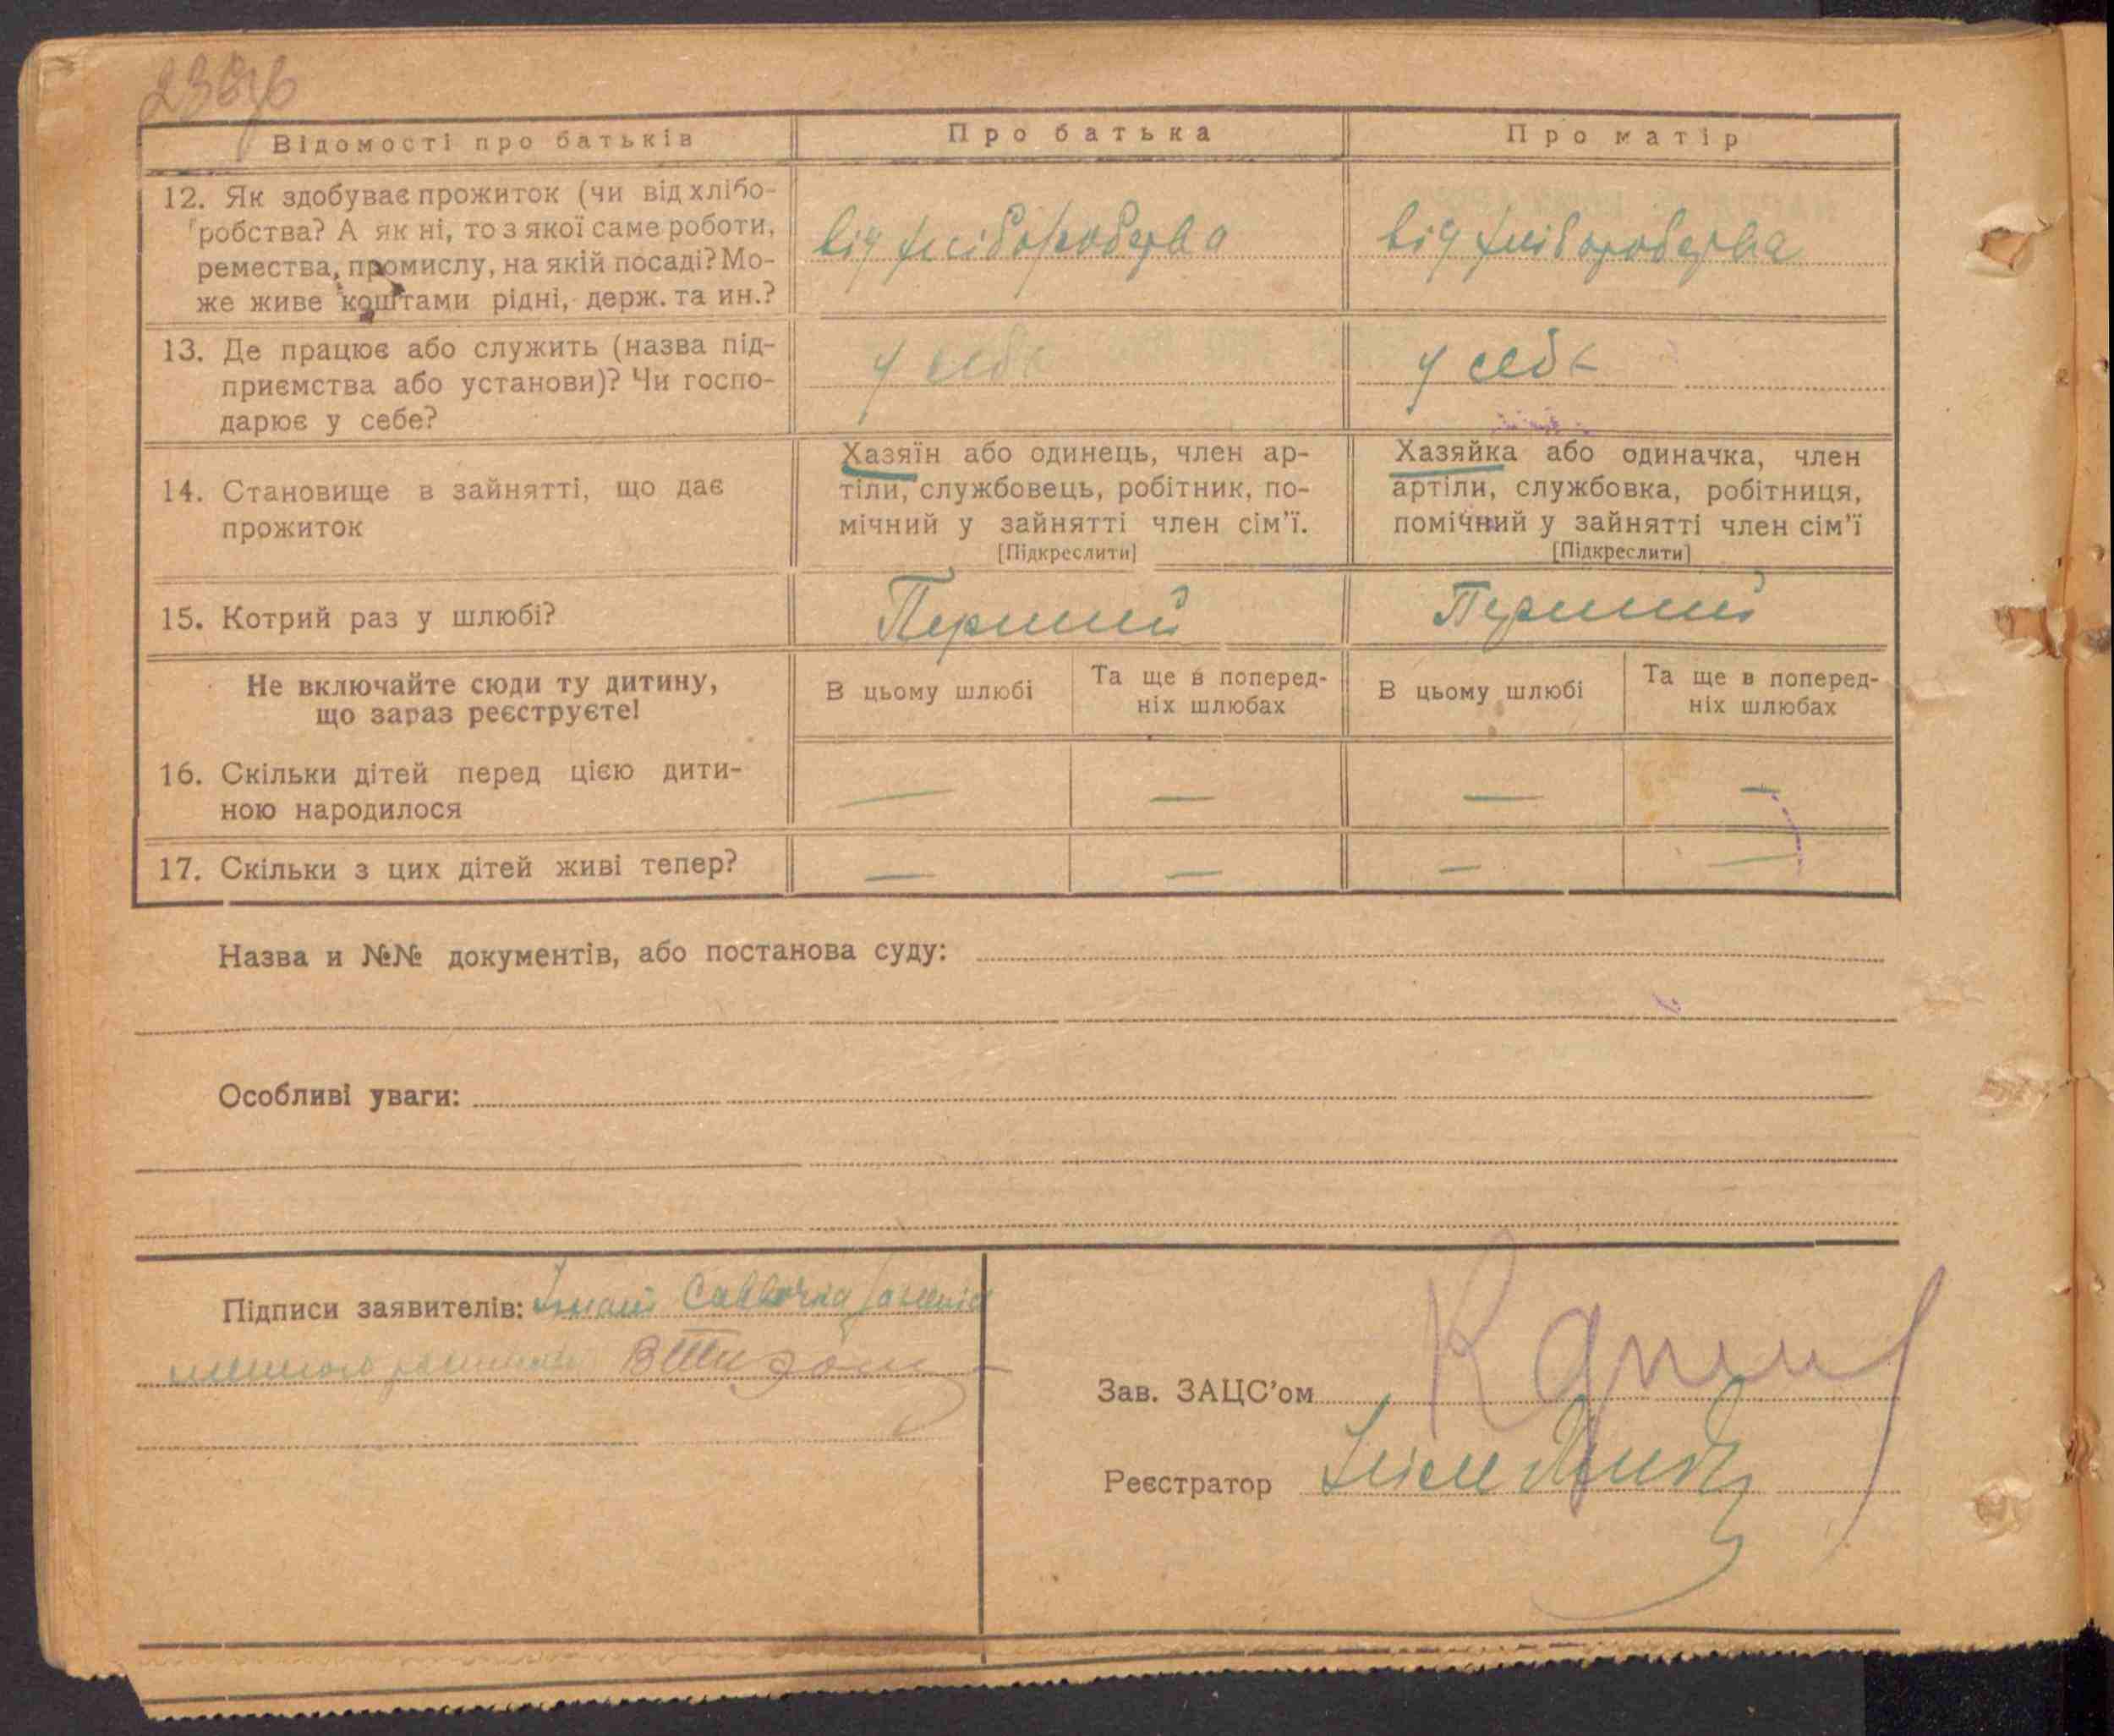 Відомості про батьків
Про батька
Про матір
12. Як здобуває прожиток (чи від хлібо-
робства? А як ні, то з якої саме роботи,
ремества, промислу, на якій посаді? Мо-
же живе коштами рідні, держ. та ин.?
від хліборобства
від хліборобства
13. Де працює або служить (назва під-
приємства або установи)? Чи госпо-
дарює у себе?
у себе
у себе
14. Становище в зайнятті, що дає
прожиток
Хазяїн або одинець, член ар-
тіли, службовець, робітник, по-
мічний у зайнятті член сім'ї.
[Підкреслити]
Хазяйка або одиначка, член
артіли, службовка, робітниця,
помічний у зайнятті член сім'ї
[Підкреслити]
15. Котрий раз у шлюбі?
Перший
Перший
Не включайте сюди ту дитину,
що зараз реєструєте!
В цьому шлюбі
Та ще в поперед-
ніх шлюбах
В цьому шлюбі
Та ще в поперед-
ніх шлюбах
16. Скільки дітей перед цією дити-
ною народилося
—
—
—
—
17. Скільки з цих дітей живі тепер?
—
—
—
—
Назва и №№ документів, або постанова суду:
Особливі уваги:
Підписи заявителів:
Зав. ЗАЦС'ом
Реєстратор